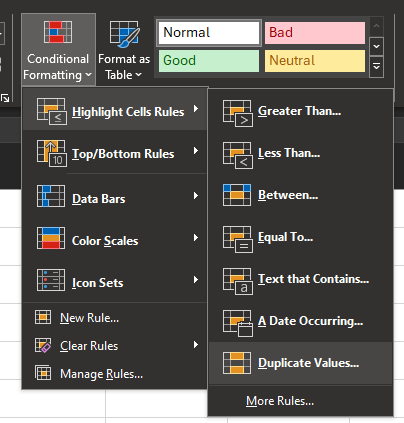 Conditional
Formatting
Format as
Table
Normal
Bad
Good
Neutral
Highlight Cells Rules
Top/Bottom Rules
10
Data Bars
Color Scales
Icon Sets
New Rule...
Clear Rules
Manage Rules...
Greater Than...
Less Than...
Between...
Equal To...
Text that Contains...
a
A Date Occurring...
Duplicate Values...
More Rules...